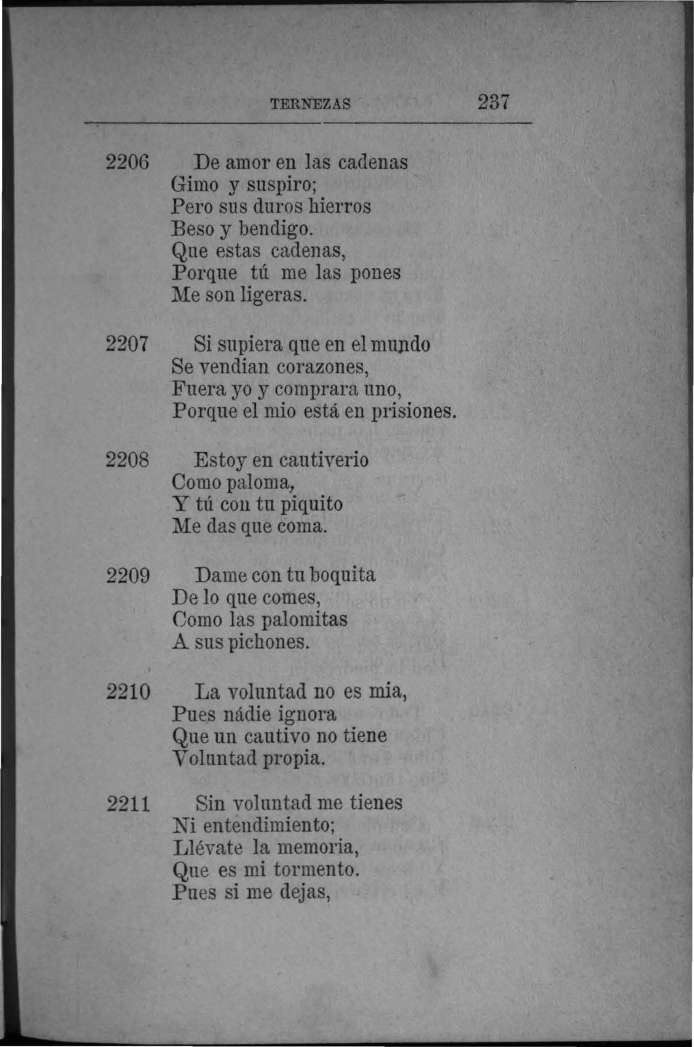 TERNEZAS 237
2206 De amor en las cadenas
Gimo y suspiro;
Pero sus duros hierros
Beso y bendigo.
Que estas cadenas,
Porque tú me las pones
Me son ligeras.
2207 Si supiera que en el mundo
Se vendian corazones,
Fuera yo y comprara uno,
Porque el mio está en prisiones.
2208 Estoy en cautiverio
Como paloma,
Y tú con tu piquito
Me das que coma.
2209 Dame con tu boquita
De lo que comes,
Como las palomitas
A sus pichones.
2210 La voluntad no es mia,
Pues nádie ignora
Que un cautivo no tiene
Voluntad propia.
2211 Sin voluntad me tienes
Ni entendimiento;
Llévate la memoria,
Que es mi tormento.
Pues si me dejas,